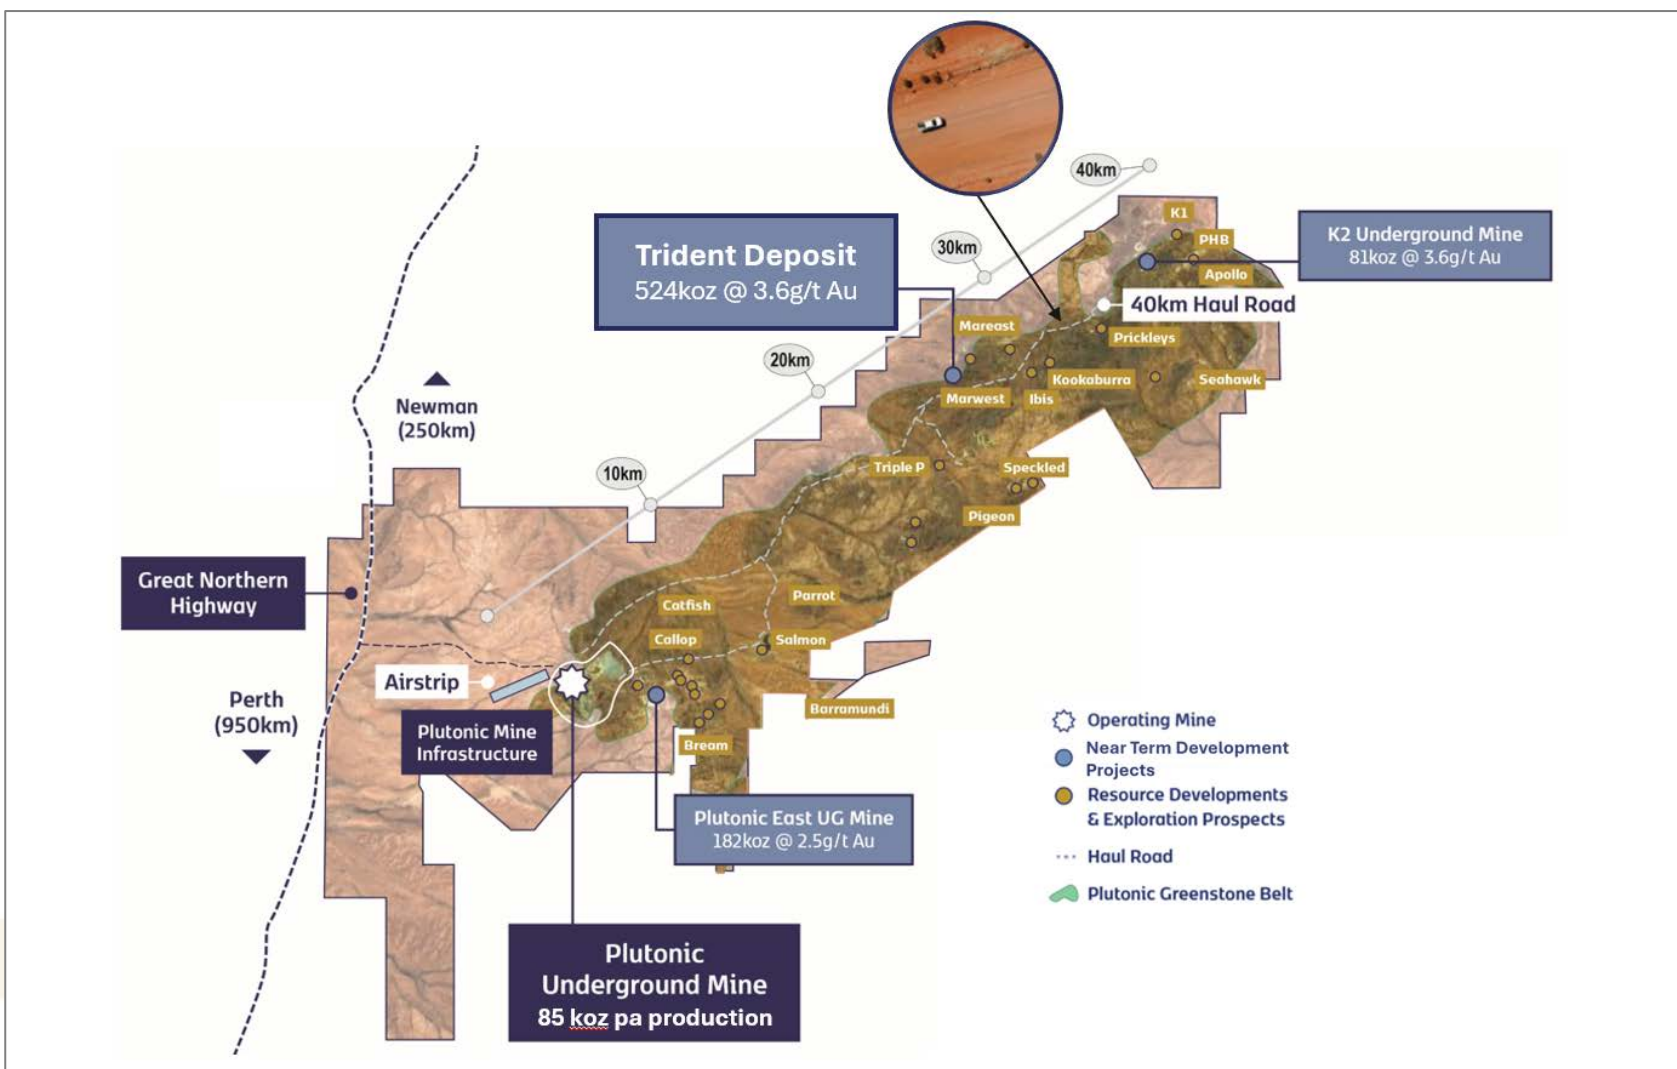 40km
K1
PHB
K2 Underground Mine
81koz @ 3.6g/t Au
Trident Deposit
524koz @ 3.6g/t Au
30km
Apollo
40km Haul Road
Mareast
Prickleys
20km
Kookaburra
Seahawk
Marwest
Ibis
Newman
(250km)
10km
Triple P
Speckled
Pigeon
Great Northern
Highway
Catfish
Parrot
Callop
Salmon
Airstrip
Perth
(950km)
Barramundi
Plutonic Mine
Infrastructure
Bream
Operating Mine
Near Term Development
Projects
Resource Developments
& Exploration Prospects
Haul Road
Plutonic Greenstone Belt
Plutonic East UG Mine
182koz @ 2.5g/t Au
Plutonic
Underground Mine
85 koz pa production